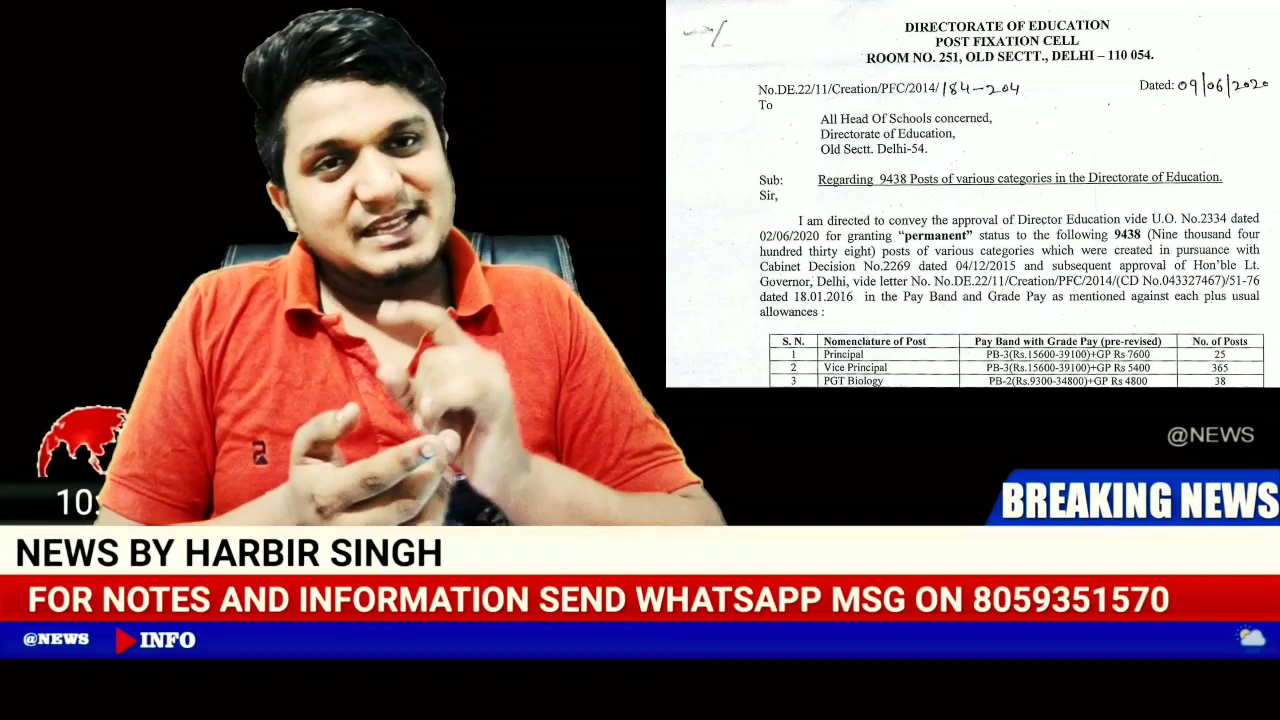 DIRECTORATE OF EDUCATION
POST FIXATION CELL
ROOM NO. 251, OLD SECTT., DELHI – 110 054.
No.DE.22/11/Creation/PFC/2014/184-204 Dated: 09/06/2020
To
All Head Of Schools concerned,
Directorate of Education,
Old Sectt. Delhi-54.
Sub: Regarding 9438 Posts of various categories in the Directorate of Education.
Sir,
I am directed to convey the approval of Director Education vide U.O. No.2334 dated
02/06/2020 for granting “permanent” status to the following 9438 (Nine thousand four
hundred thirty eight) posts of various categories which were created in pursuance with
Cabinet Decision No.2269 dated 04/12/2015 and subsequent approval of Hon’ble Lt.
Governor, Delhi, vide letter No. No.DE.22/11/Creation/PFC/2014/(CD No.043327467)/51-76
dated 18.01.2016 in the Pay Band and Grade Pay as mentioned against each plus usual
allowances :
S. N. Nomenclature of Post Pay Band with Grade Pay (pre-revised) No. of Posts
1 Principal PB-3(Rs.15600-39100)+GP Rs 7600 25
2 Vice Principal PB-3(Rs.15600-39100)+GP Rs 5400 365
3 PGT Biology PB-2(Rs.9300-34800)+GP Rs 4800 38
@NEWS
10:
BREAKING NEWS
NEWS BY HARBIR SINGH
FOR NOTES AND INFORMATION SEND WHATSAPP MSG ON 8059351570
@NEWS INFO